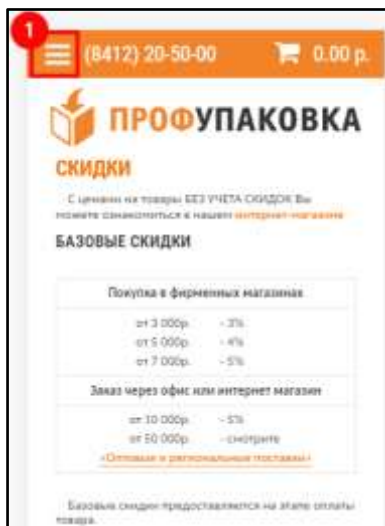 1
(8412) 20-50-00 0.00 р.
ПРОФУПАКОВКА
СКИДКИ
С ценами на товары БЕЗ УЧЕТА СКИДОК Вы
можете ознакомиться в нашем интернет-магазине
БАЗОВЫЕ СКИДКИ
Покупка в фирменных магазинах
от 3 000р. - 3%
от 5 000р. - 4%
от 7 000р. - 5%
Заказ через офис или интернет магазин
от 10 000р. - 5%
от 50 000р. - смотрите
«Оптовые и региональные поставки»
Базовые скидки предоставляются на этапе оплаты
товара.